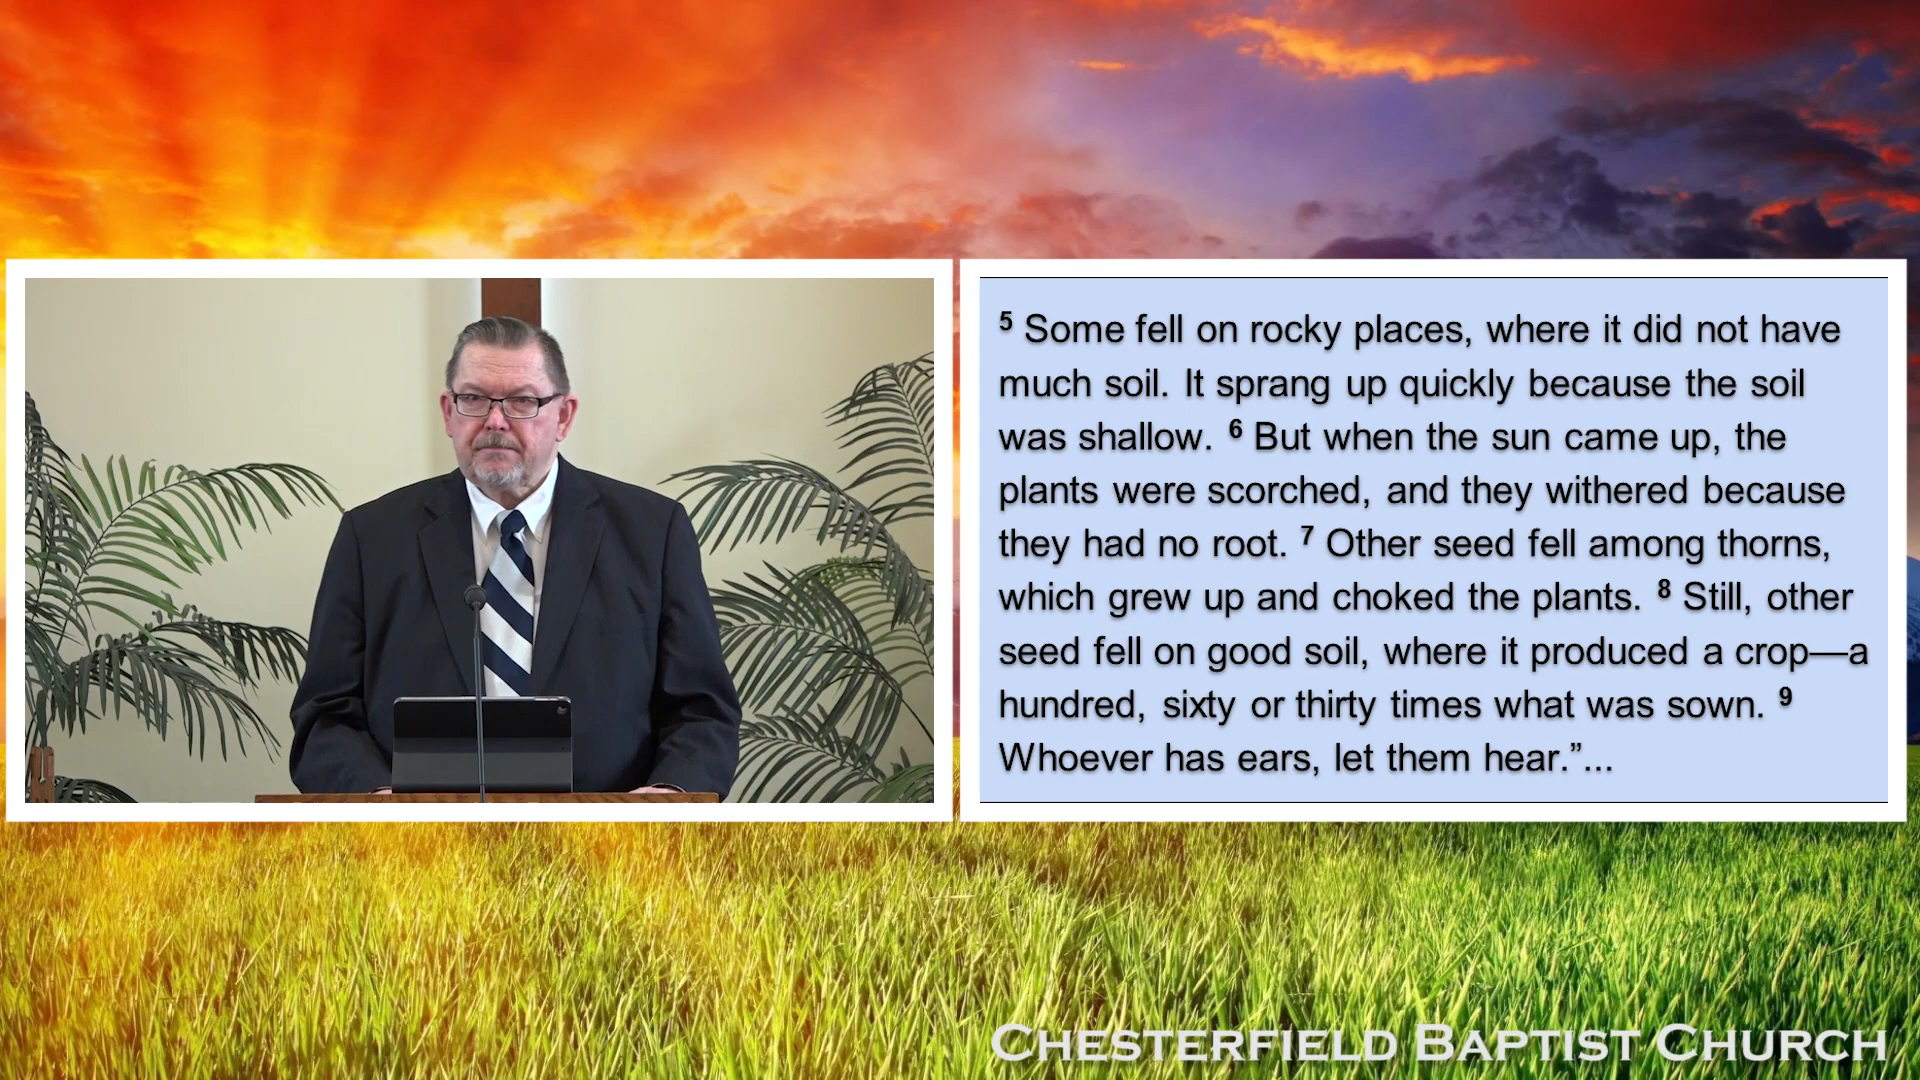 5 Some fell on rocky places, where it did not have
much soil. It sprang up quickly because the soil
was shallow. 6 But when the sun came up, the
plants were scorched, and they withered because
they had no root. 7 Other seed fell among thorns,
which grew up and choked the plants. 8 Still, other
seed fell on good soil, where it produced a crop—a
hundred, sixty or thirty times what was sown. 9
Whoever has ears, let them hear.”...
Chesterfield Baptist Church